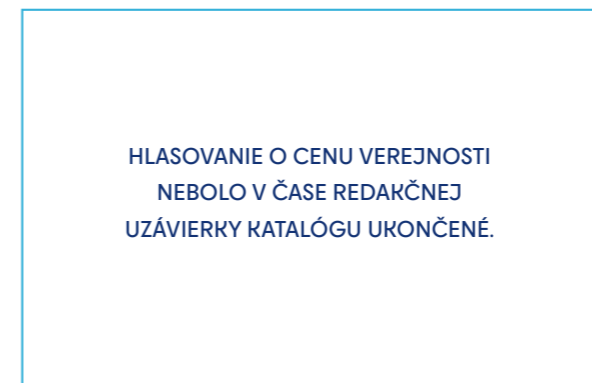 HLASOVANIE O CENU VEREJNOSTI
NEBOLO V ČASE REDAKČNEJ
UZÁVIERKY KATALÓGU UKONČENÉ.